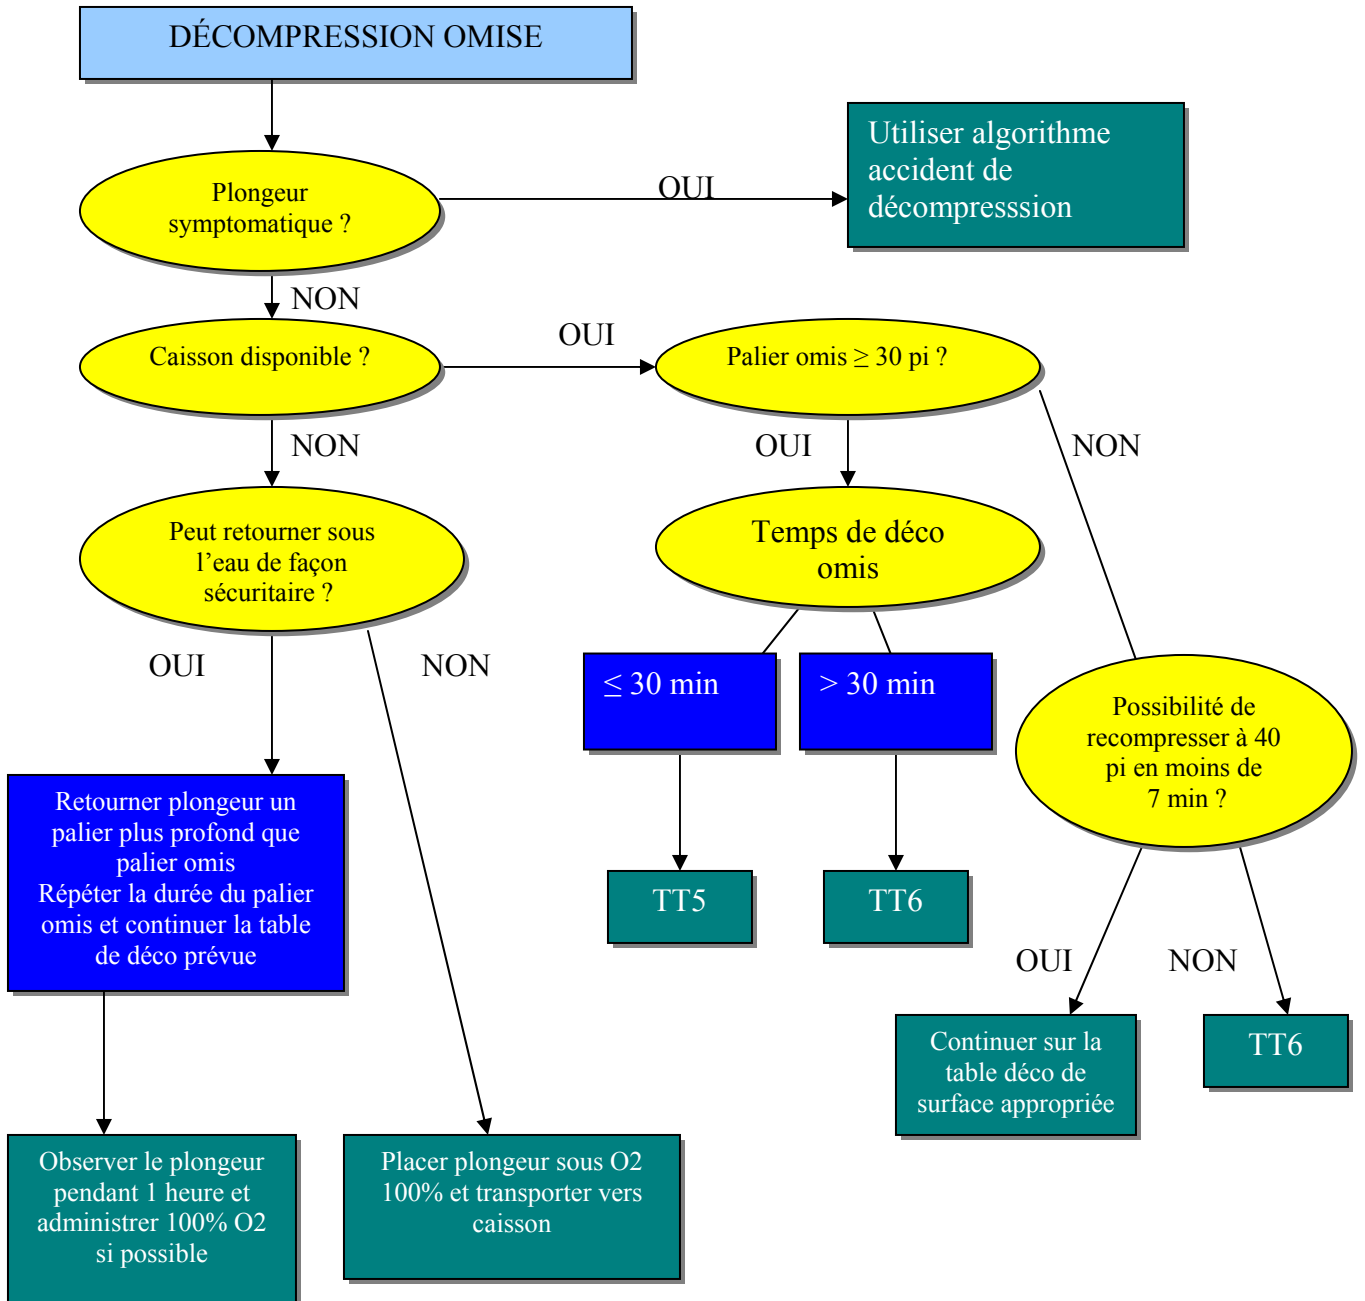 DÉCOMPRESSION OMISE
Plongeur
symptomatique ?
OUI
Utiliser algorithme
accident de
décompresssion
NON
Caisson disponible ?
OUI
Palier omis ≥ 30 pi ?
NON
OUI
NON
Peut retourner sous
l’eau de façon
sécuritaire ?
Temps de déco
omis
OUI
NON
≤ 30 min
> 30 min
Possibilité de
recompresser à 40
pi en moins de
7 min ?
Retourner plongeur un
palier plus profond que
palier omis
Répéter la durée du palier
omis et continuer la table
de déco prévue
TT5
TT6
OUI
NON
Continuer sur la
table déco de
surface appropriée
TT6
Observer le plongeur
pendant 1 heure et
administrer 100% O2
si possible
Placer plongeur sous O2
100% et transporter vers
caisson